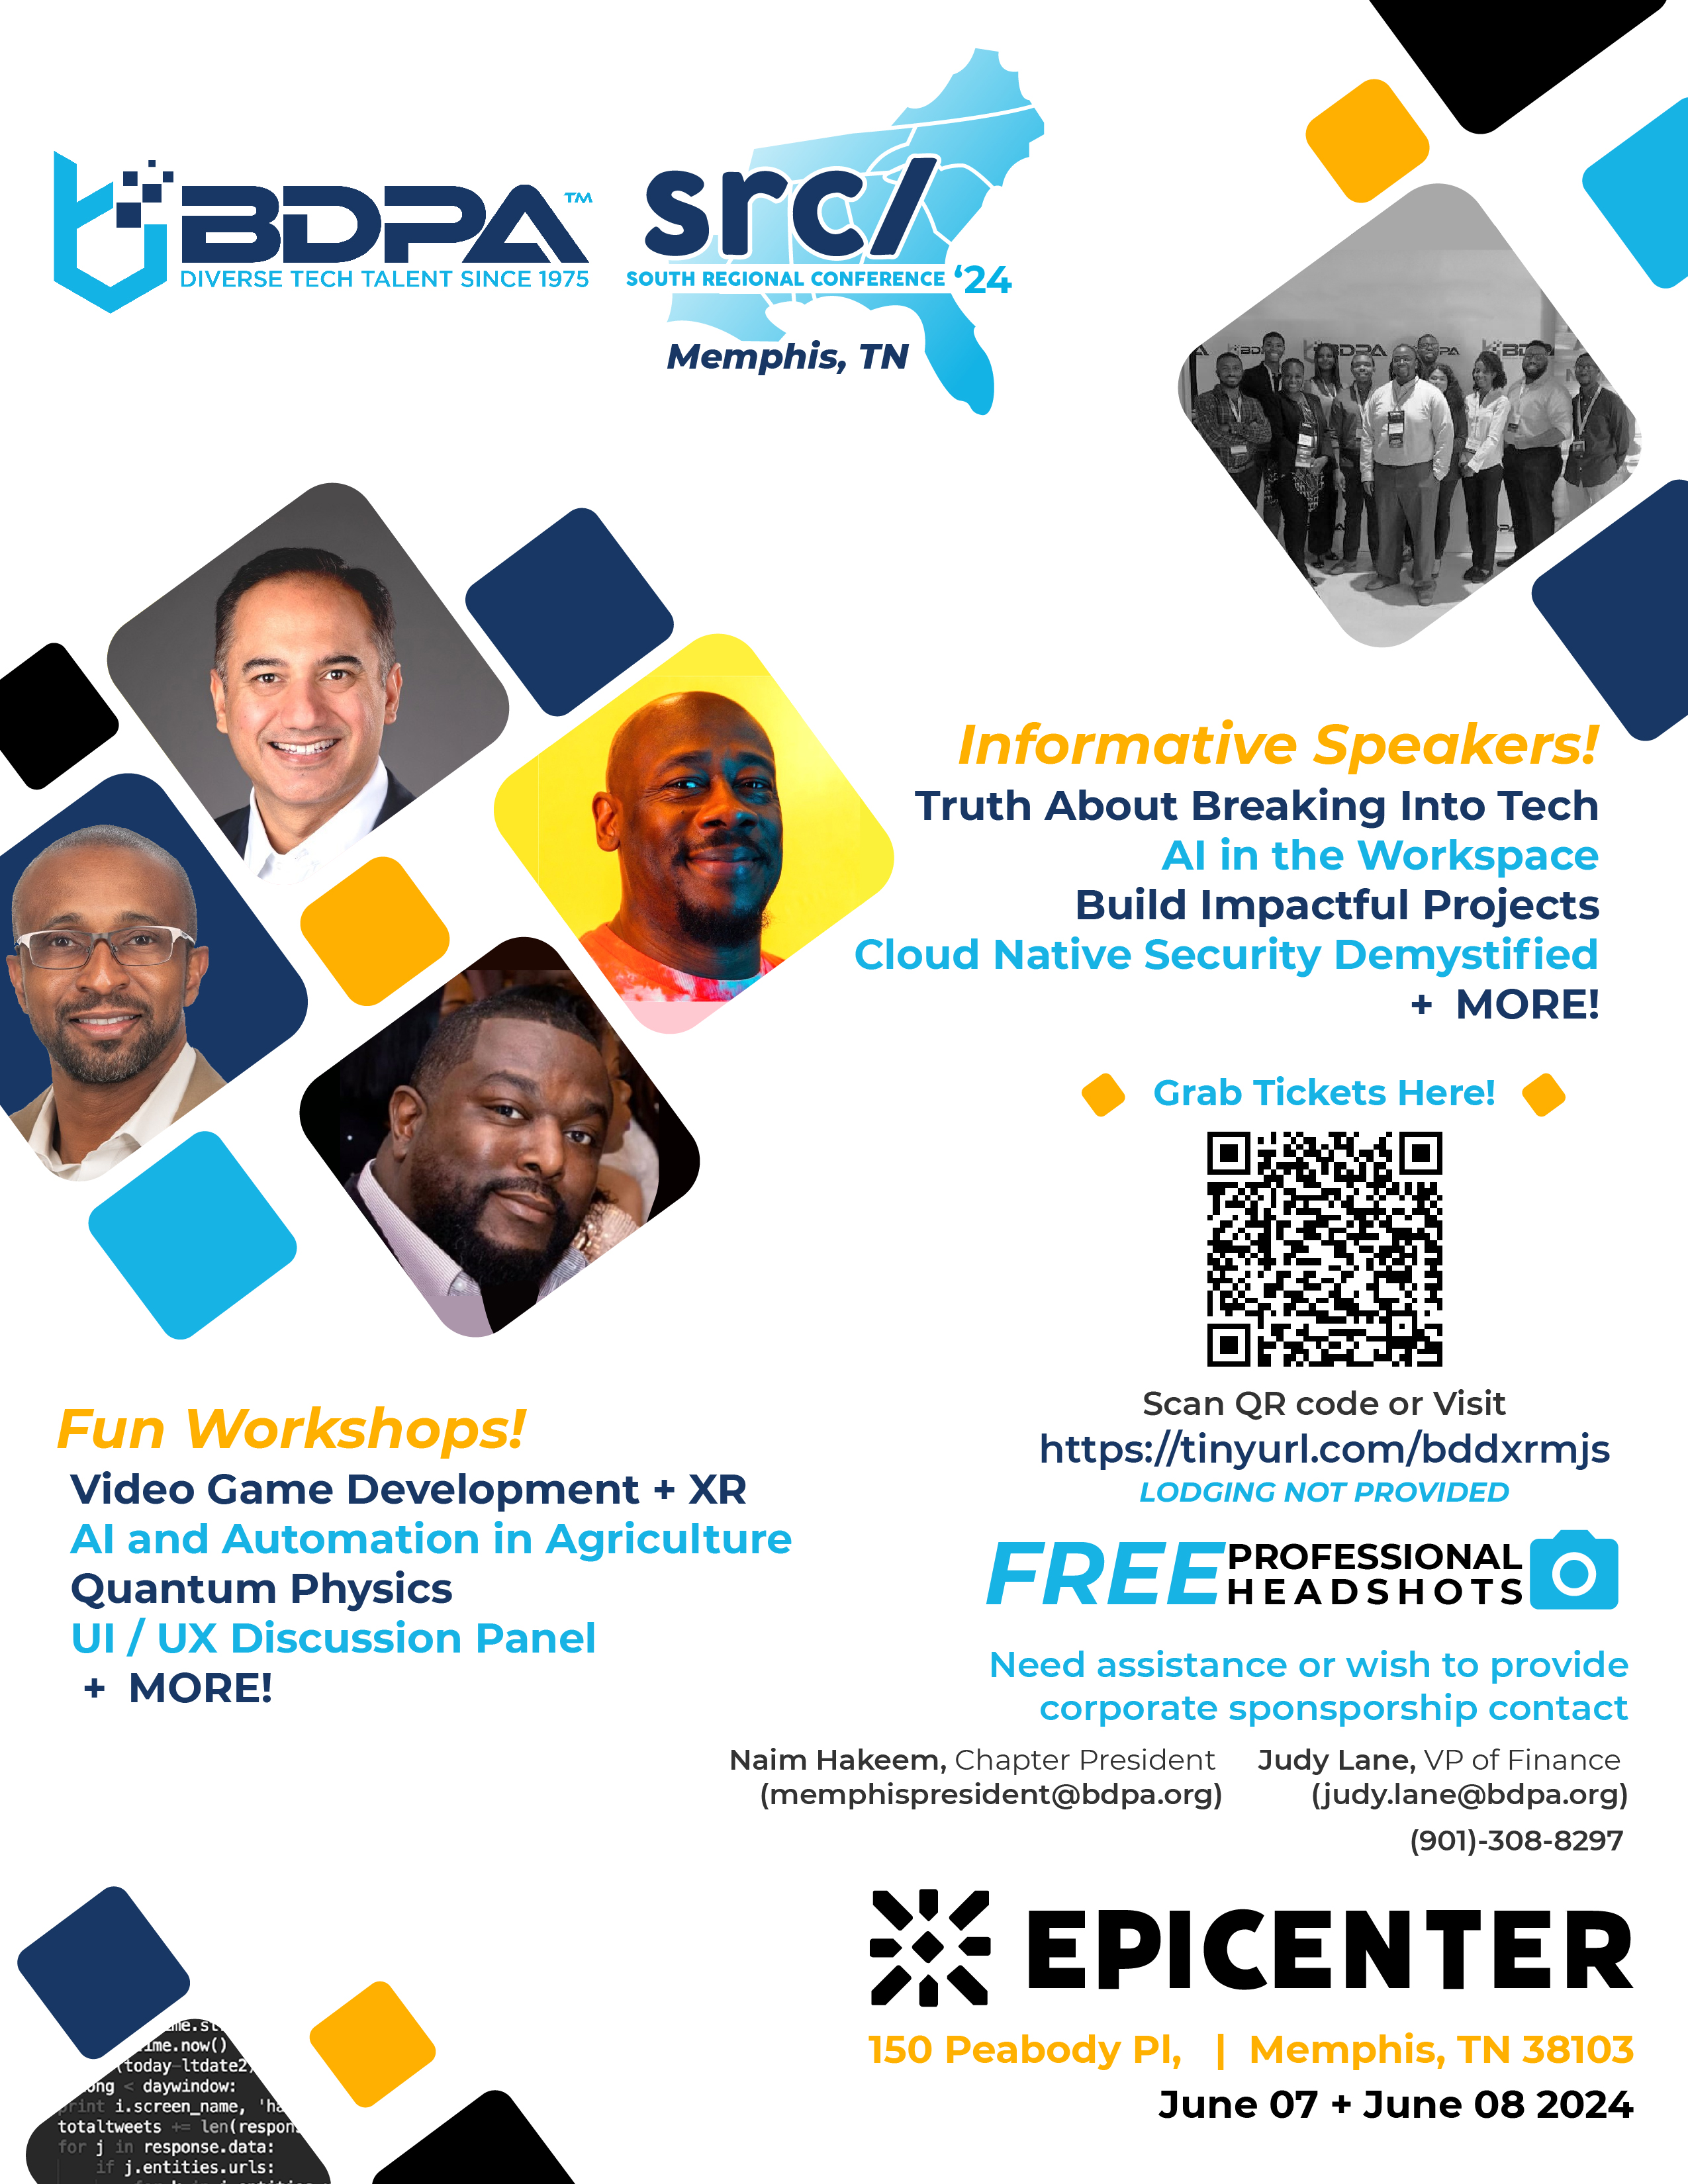 BDPA™
DIVERSE TECH TALENT SINCE 1975
src/
SOUTH REGIONAL CONFERENCE ‘24
Memphis, TN
Informative Speakers!
Truth About Breaking Into Tech
AI in the Workspace
Build Impactful Projects
Cloud Native Security Demystified
+ MORE!
Grab Tickets Here!
Scan QR code or Visit
https://tinyurl.com/bddxrmjs
LODGING NOT PROVIDED
FREE PROFESSIONAL
HEADSHOTS
Fun Workshops!
Video Game Development + XR
AI and Automation in Agriculture
Quantum Physics
UI / UX Discussion Panel
+ MORE!
Need assistance or wish to provide
corporate sponsporship contact
Naim Hakeem, Chapter President
(memphispresident@bdpa.org)
Judy Lane, VP of Finance
(judy.lane@bdpa.org)
(901)-308-8297
EPICENTER
150 Peabody Pl, | Memphis, TN 38103
June 07 + June 08 2024
.now()
(today-ltdate2)
< daywindow:
print i.screen_name,
totaltweets += len(
for j in response.data:
if j.entities.urls: